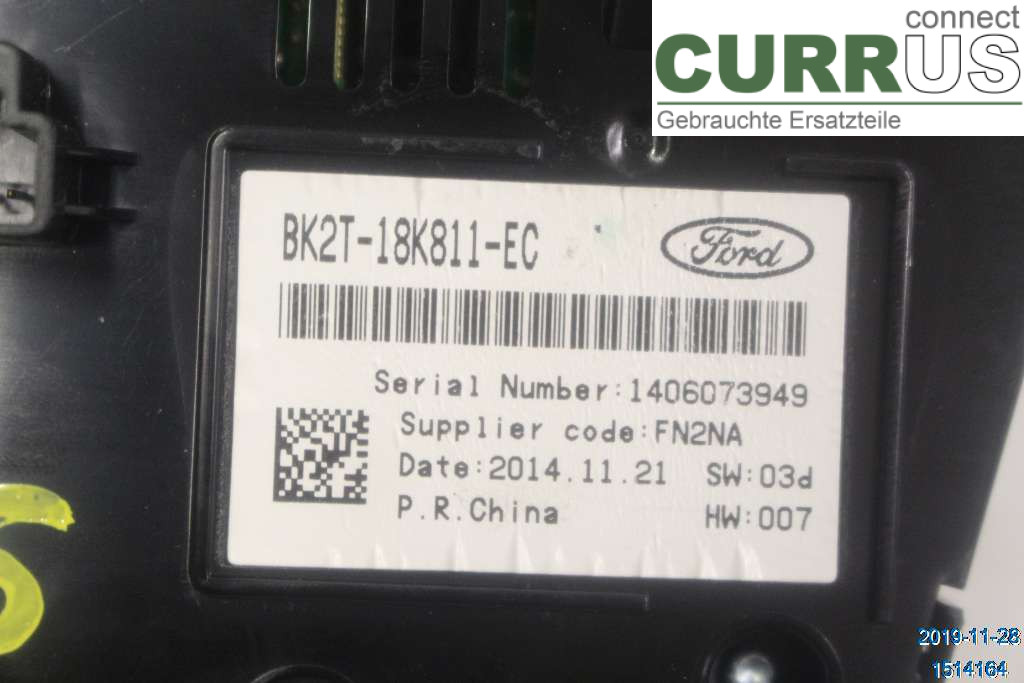 connect
CURRUS
Gebrauchte Ersatzteile
BK2T-18K811-EC
Ford
Serial Number:1406073949
Supplier code:FN2NA
Date:2014.11.21 SW:03d
P.R.China HW:007
2019-11-28
1514164